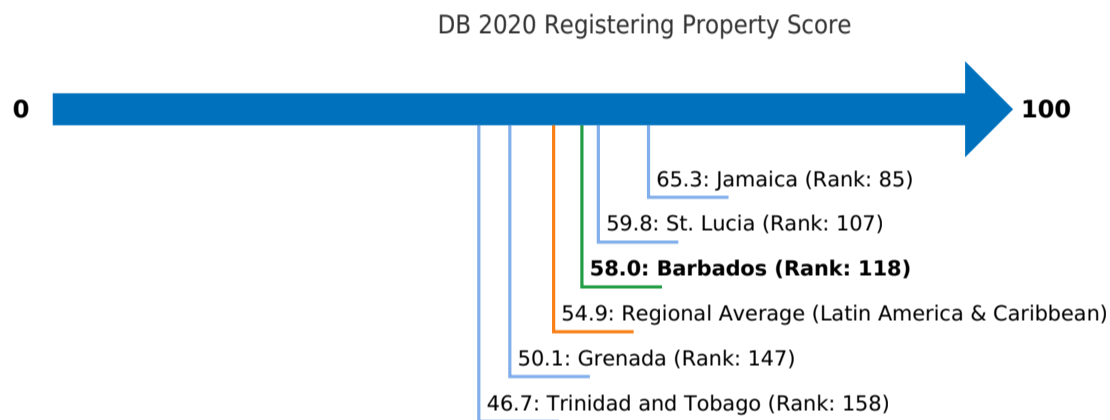 DB 2020 Registering Property Score
0
100
65.3: Jamaica (Rank: 85)
59.8: St. Lucia (Rank: 107)
58.0: Barbados (Rank: 118)
54.9: Regional Average (Latin America & Caribbean)
50.1: Grenada (Rank: 147)
46.7: Trinidad and Tobago (Rank: 158)